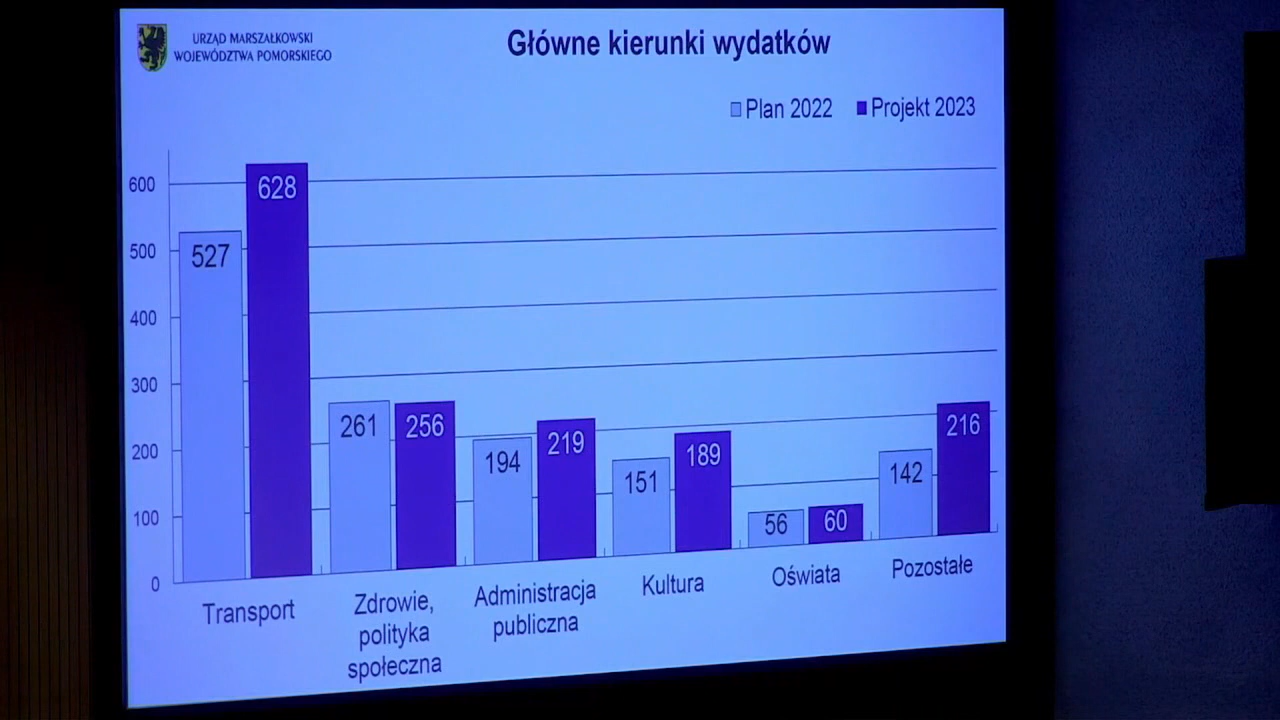 URZĄD MARSZAŁKOWSKI
WOJEWÓDZTWA POMORSKIEGO
Główne kierunki wydatków
Plan 2022
Projekt 2023
600
500
400
300
200
100
0
527
628
261
256
194
219
151
189
56
60
142
216
Transport
Zdrowie,
polityka
społeczna
Administracja
publiczna
Kultura
Oświata
Pozostałe